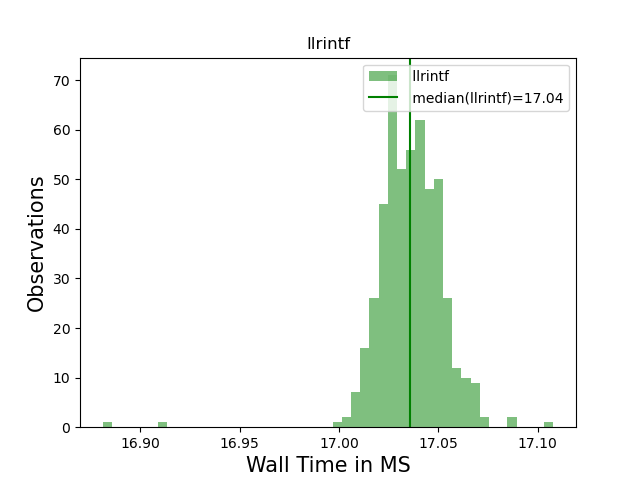 llrintf
llrintf
median(llrintf)=17.04
Observations
70
60
50
40
30
20
10
0
16.90 16.95 17.00 17.05 17.10
Wall Time in MS